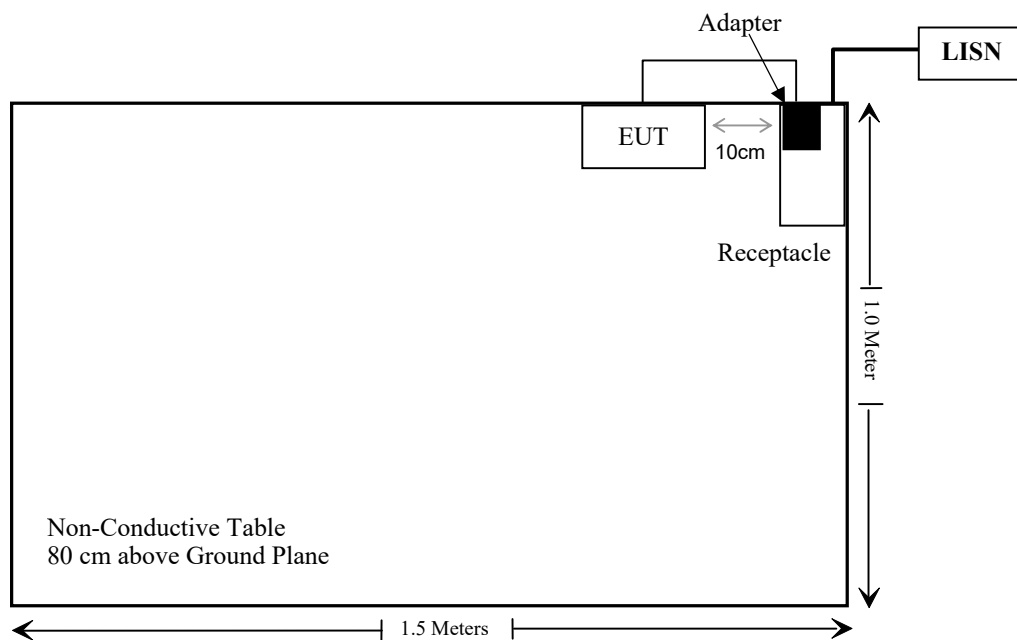 Adapter
LISN
EUT
10cm
Receptacle
1.0 Meter
Non-Conductive Table
80 cm above Ground Plane
1.5 Meters